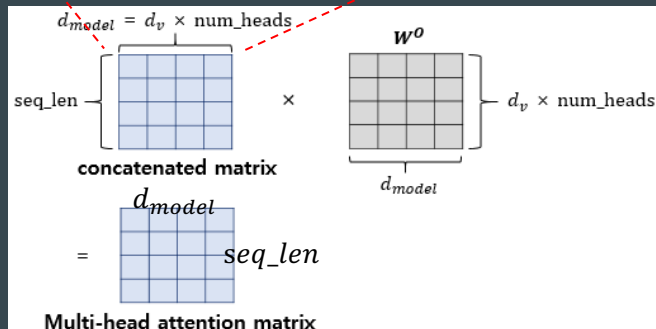 d_model = d_v × num_heads
W^O
seq_len
×
d_v × num_heads
concatenated matrix
d_model
d_model
=
seq_len
Multi-head attention matrix